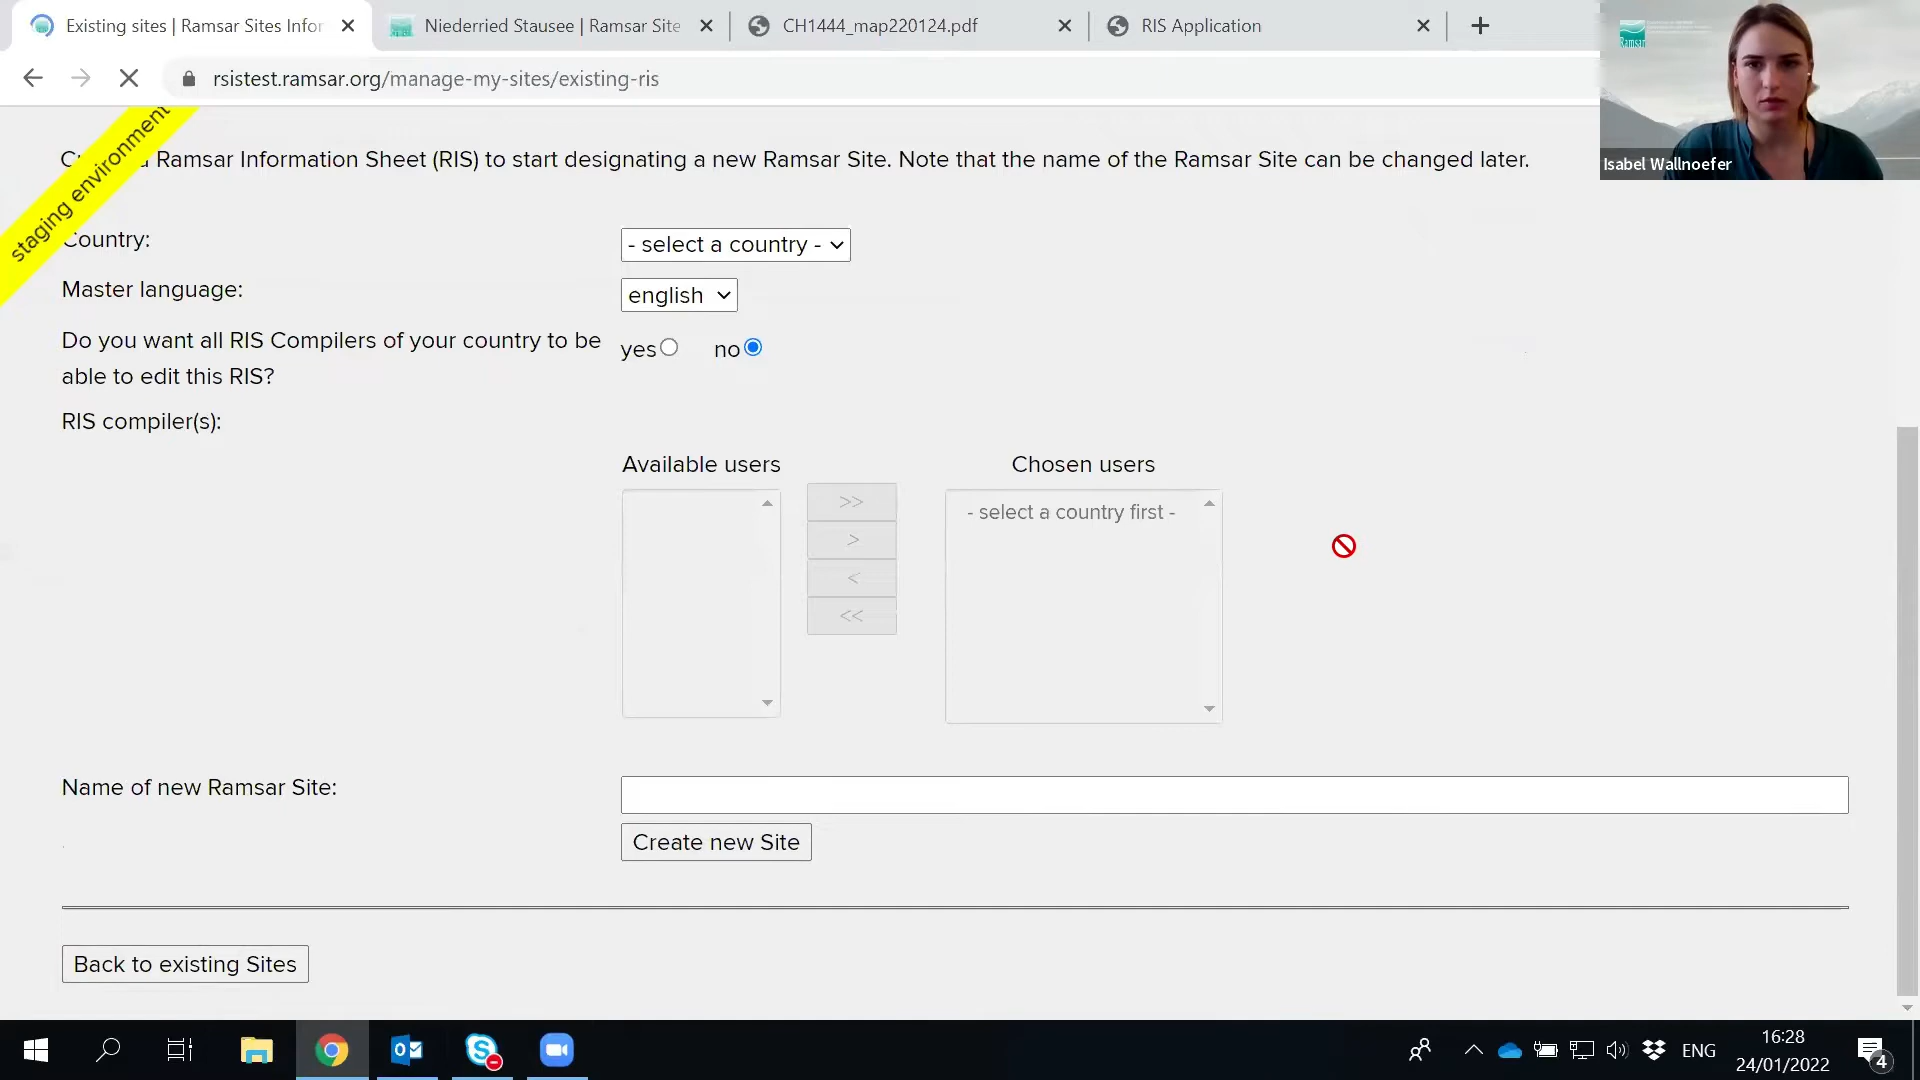 Existing sites | Ramsar Sites Infor
Niederried Stausee | Ramsar Site
CH1444_map220124.pdf
RIS Application
rsistest.ramsar.org/manage-my-sites/existing-ris
Ramsar
Isabel Wallnoefer
staging environment
Ramsar Information Sheet (RIS) to start designating a new Ramsar Site. Note that the name of the Ramsar Site can be changed later.
Country:
- select a country -
Master language:
english
Do you want all RIS Compilers of your country to be
able to edit this RIS?
yes
no
RIS compiler(s):
Available users
Chosen users
>>
>
<
<<
- select a country first -
Name of new Ramsar Site:
Create new Site
Back to existing Sites
ENG
16:28
24/01/2022
4